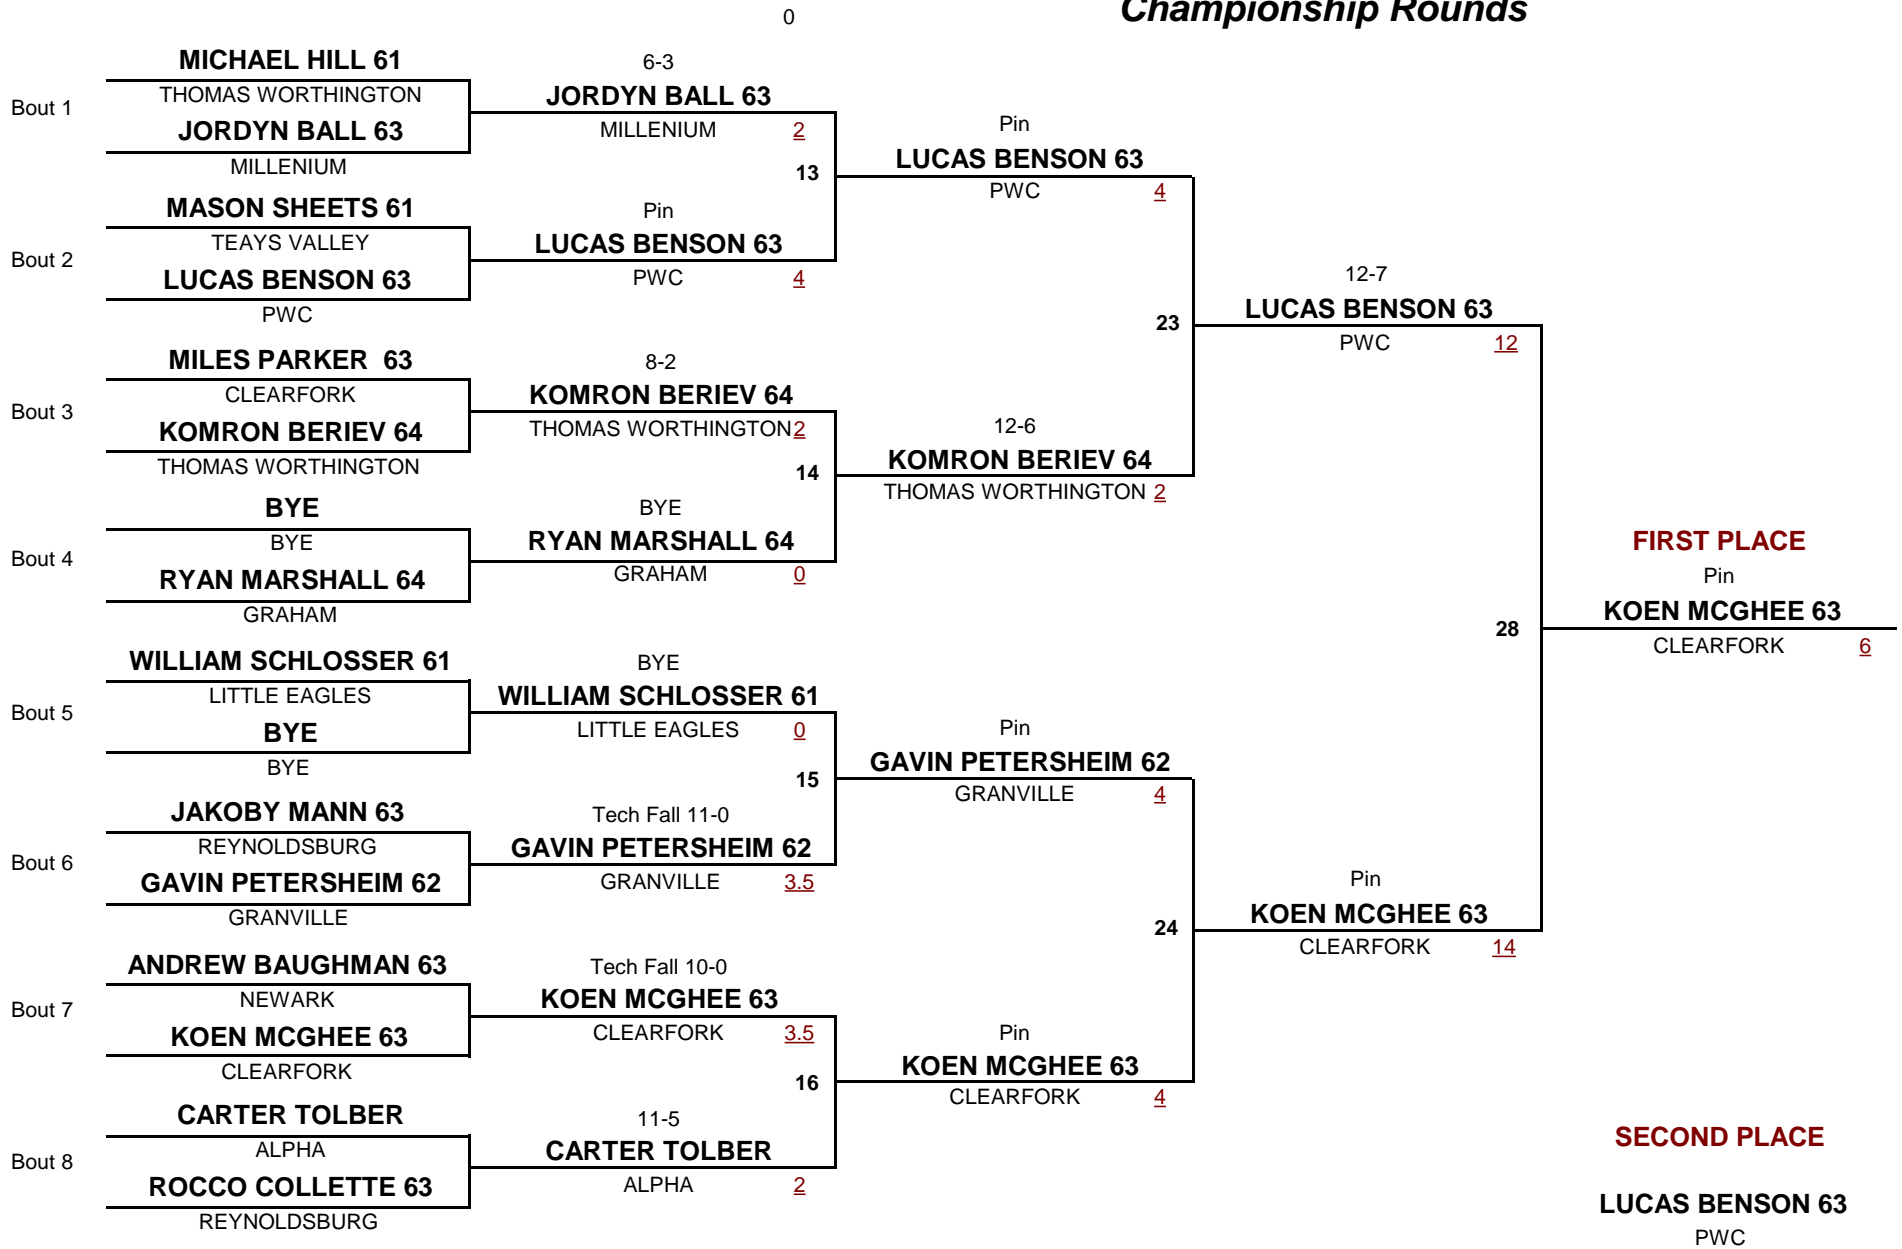 Championship Rounds
0
MICHAEL HILL 61
THOMAS WORTHINGTON
Bout 1
JORDYN BALL 63
MILLENIUM
MASON SHEETS 61
TEAYS VALLEY
Bout 2
LUCAS BENSON 63
PWC
MILES PARKER  63
CLEARFORK
Bout 3
KOMRON BERIEV 64
THOMAS WORTHINGTON
BYE
BYE
Bout 4
RYAN MARSHALL 64
GRAHAM
WILLIAM SCHLOSSER 61
LITTLE EAGLES
Bout 5
BYE
BYE
JAKOBY MANN 63
REYNOLDSBURG
Bout 6
GAVIN PETERSHEIM 62
GRANVILLE
ANDREW BAUGHMAN 63
NEWARK
Bout 7
KOEN MCGHEE 63
CLEARFORK
CARTER TOLBER
ALPHA
Bout 8
ROCCO COLLETTE 63
REYNOLDSBURG
6-3
JORDYN BALL 63
MILLENIUM 2
13
Pin
LUCAS BENSON 63
PWC 4
8-2
KOMRON BERIEV 64
THOMAS WORTHINGTON 2
14
BYE
RYAN MARSHALL 64
GRAHAM 0
BYE
WILLIAM SCHLOSSER 61
LITTLE EAGLES 0
15
Tech Fall 11-0
GAVIN PETERSHEIM 62
GRANVILLE 3.5
Tech Fall 10-0
KOEN MCGHEE 63
CLEARFORK 3.5
16
11-5
CARTER TOLBER
ALPHA 2
Pin
LUCAS BENSON 63
PWC 4
23
12-6
KOMRON BERIEV 64
THOMAS WORTHINGTON 2
Pin
GAVIN PETERSHEIM 62
GRANVILLE 4
24
Pin
KOEN MCGHEE 63
CLEARFORK 4
12-7
LUCAS BENSON 63
PWC 12
28
Pin
KOEN MCGHEE 63
CLEARFORK 14
FIRST PLACE
Pin
KOEN MCGHEE 63
CLEARFORK 6
SECOND PLACE
LUCAS BENSON 63
PWC